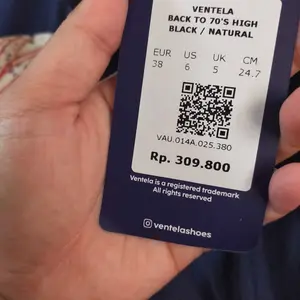 VENTELA
BACK TO 70'S HIGH
BLACK / NATURAL
EUR US UK CM
38 6 5 24.7
VAU.014A.025.380
Rp. 309.800
Ventela is a registered trademark
All rights reserved
ventelashoes